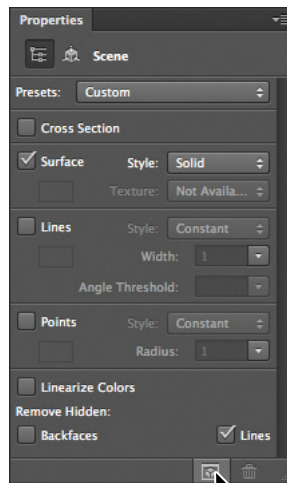 Properties
Scene
Presets: Custom
Cross Section
Surface Style: Solid
Texture: Not Availa...
Lines Style: Constant
Width: 1
Angle Threshold:
Points Style: Constant
Radius: 1
Linearize Colors
Remove Hidden:
Backfaces Lines